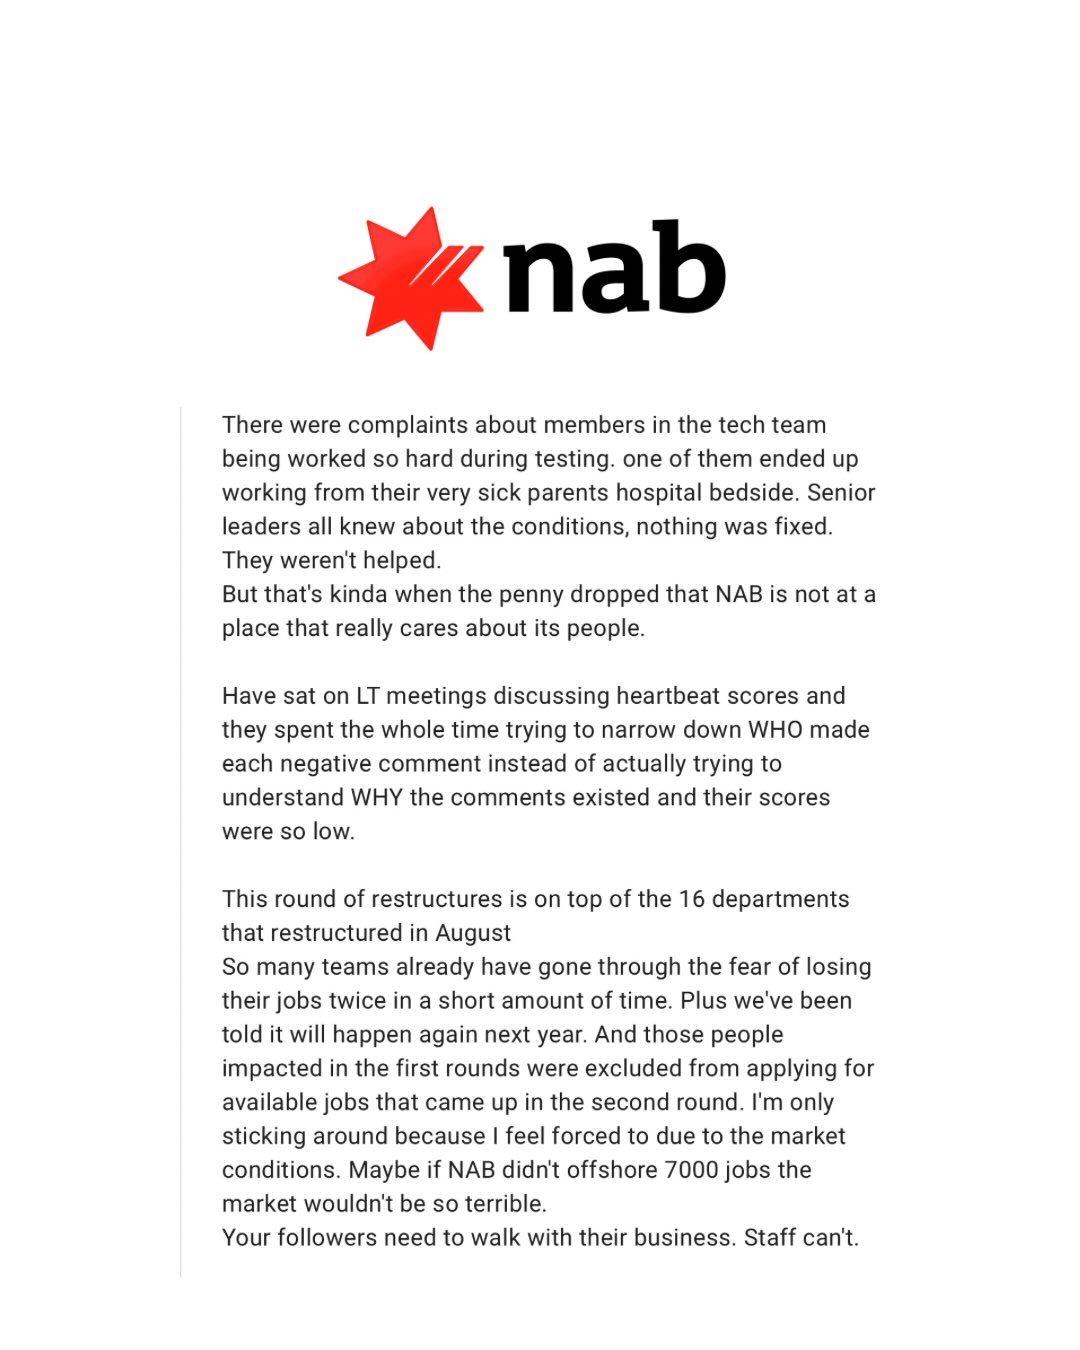 nab
There were complaints about members in the tech team
being worked so hard during testing. one of them ended up
working from their very sick parents hospital bedside. Senior
leaders all knew about the conditions, nothing was fixed.
They weren't helped.
But that's kinda when the penny dropped that NAB is not at a
place that really cares about its people.
Have sat on LT meetings discussing heartbeat scores and
they spent the whole time trying to narrow down WHO made
each negative comment instead of actually trying to
understand WHY the comments existed and their scores
were so low.
This round of restructures is on top of the 16 departments
that restructured in August
So many teams already have gone through the fear of losing
their jobs twice in a short amount of time. Plus we've been
told it will happen again next year. And those people
impacted in the first rounds were excluded from applying for
available jobs that came up in the second round. I'm only
sticking around because I feel forced to due to the market
conditions. Maybe if NAB didn't offshore 7000 jobs the
market wouldn't be so terrible.
Your followers need to walk with their business. Staff can't.